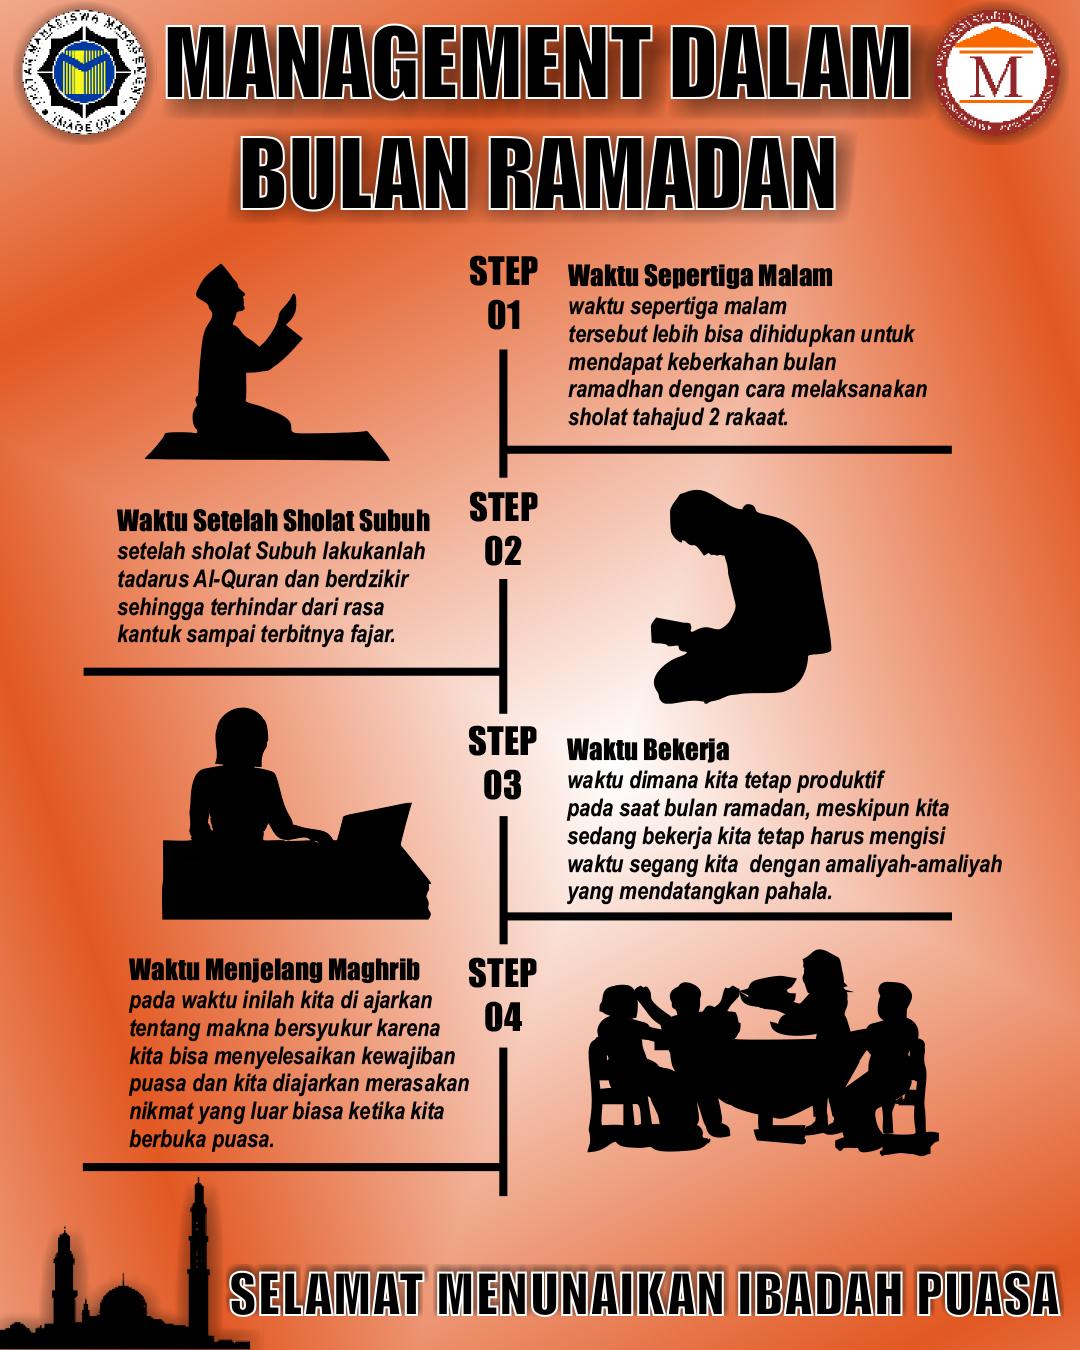 MANAGEMENT DALAM
BULAN RAMADAN
IMAGE UPI
M
STEP
01
Waktu Sepertiga Malam
waktu sepertiga malam
tersebut lebih bisa dihidupkan untuk
mendapat keberkahan bulan
ramadhan dengan cara melaksanakan
sholat tahajud 2 rakaat.
STEP
02
Waktu Setelah Sholat Subuh
setelah sholat Subuh lakukanlah
tadarus Al-Quran dan berdzikir
sehingga terhindar dari rasa
kantuk sampai terbitnya fajar.
STEP
03
Waktu Bekerja
waktu dimana kita tetap produktif
pada saat bulan ramadan, meskipun kita
sedang bekerja kita tetap harus mengisi
waktu segang kita  dengan amaliyah-amaliyah
yang mendatangkan pahala.
STEP
04
Waktu Menjelang Maghrib
pada waktu inilah kita di ajarkan
tentang makna bersyukur karena
kita bisa menyelesaikan kewajiban
puasa dan kita diajarkan merasakan
nikmat yang luar biasa ketika kita
berbuka puasa.
SELAMAT MENUNAIKAN IBADAH PUASA